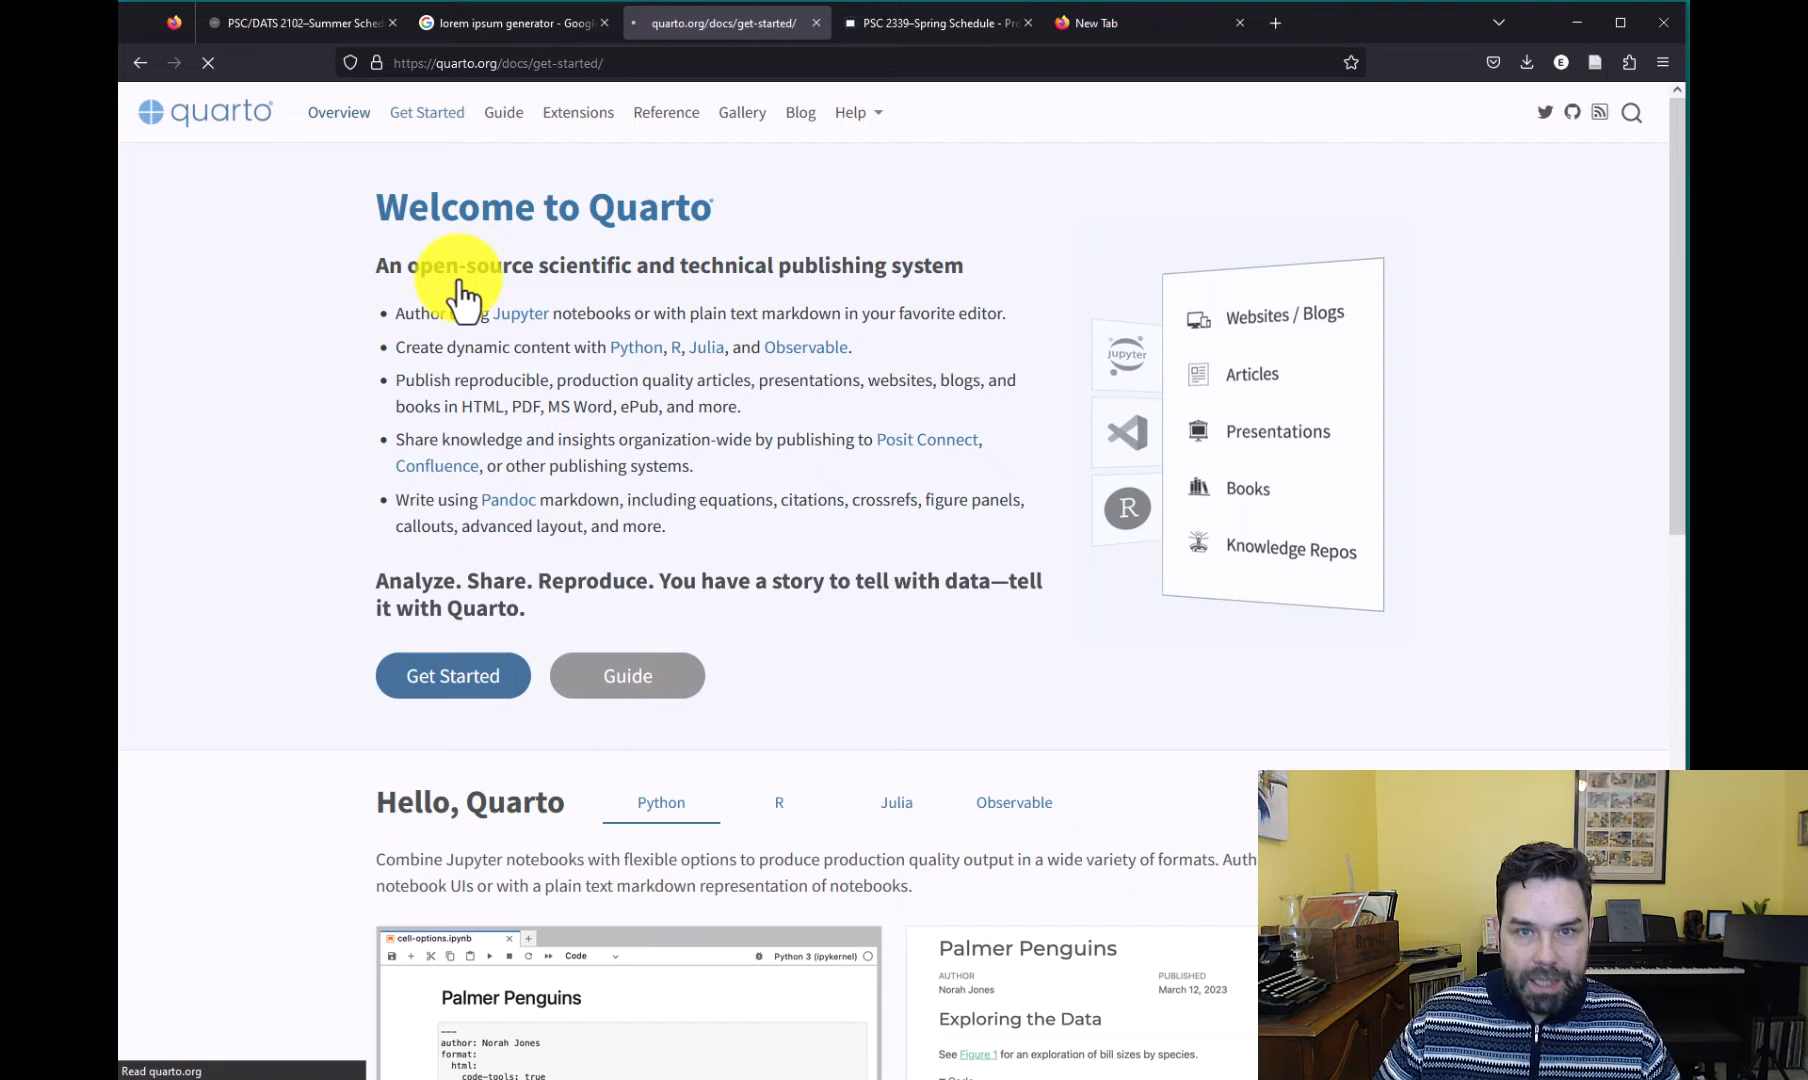 PSC/DATS 2102–Summer Sched
lorem ipsum generator - Googl
quarto.org/docs/get-started/
PSC 2339–Spring Schedule - Pr
New Tab
https://quarto.org/docs/get-started/
quarto
Overview
Get Started
Guide
Extensions
Reference
Gallery
Blog
Help
Welcome to Quarto
An open-source scientific and technical publishing system
Author g Jupyter notebooks or with plain text markdown in your favorite editor.
Create dynamic content with Python, R, Julia, and Observable.
Publish reproducible, production quality articles, presentations, websites, blogs, and
books in HTML, PDF, MS Word, ePub, and more.
Share knowledge and insights organization-wide by publishing to Posit Connect,
Confluence, or other publishing systems.
Write using Pandoc markdown, including equations, citations, crossrefs, figure panels,
callouts, advanced layout, and more.
Analyze. Share. Reproduce. You have a story to tell with data—tell
it with Quarto.
Get Started
Guide
jupyter
R
Websites / Blogs
Articles
Presentations
Books
Knowledge Repos
Hello, Quarto
Python
R
Julia
Observable
Combine Jupyter notebooks with flexible options to produce production quality output in a wide variety of formats. Auth
notebook UIs or with a plain text markdown representation of notebooks.
cell-options.ipynb
Code
Python 3 (ipykernel)
Palmer Penguins
---
author: Norah Jones
format:
html:
code-tools: true
Palmer Penguins
AUTHOR
PUBLISHED
Norah Jones
March 12, 2023
Exploring the Data
See Figure 1 for an exploration of bill sizes by species.
Read quarto.org